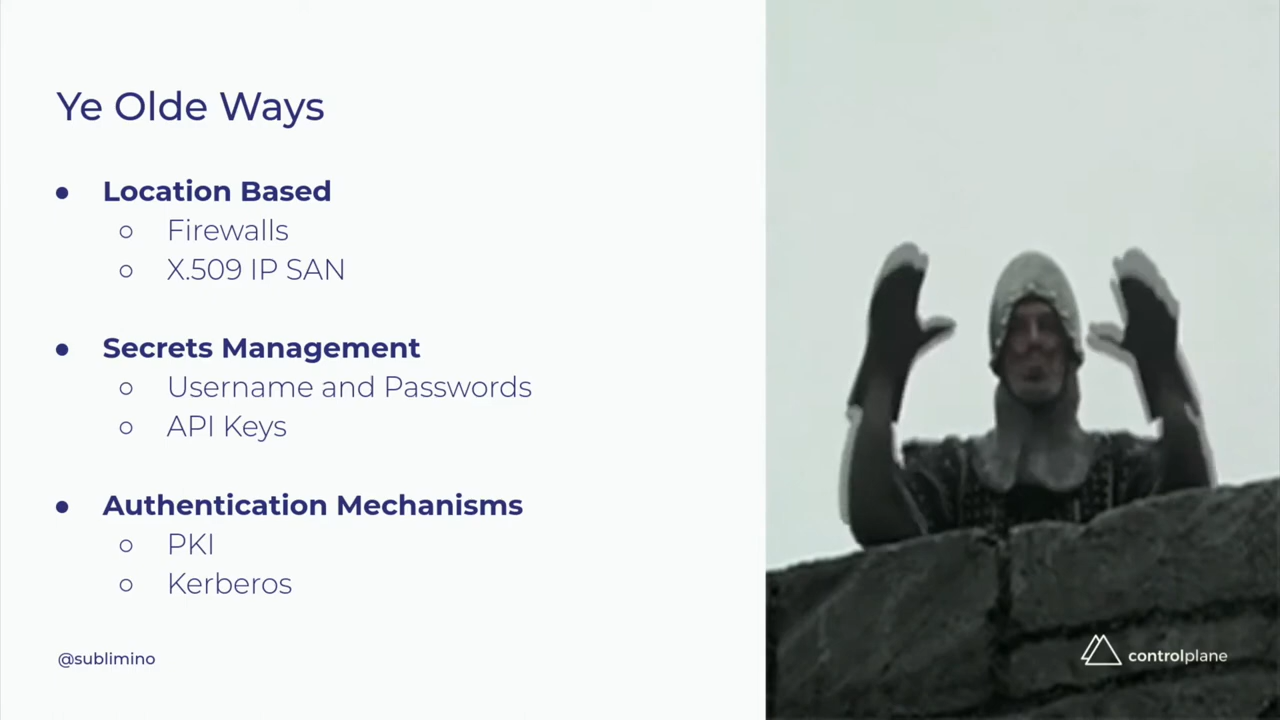 Ye Olde Ways
● Location Based
○ Firewalls
○ X.509 IP SAN
● Secrets Management
○ Username and Passwords
○ API Keys
● Authentication Mechanisms
○ PKI
○ Kerberos
@sublimino
controlplane